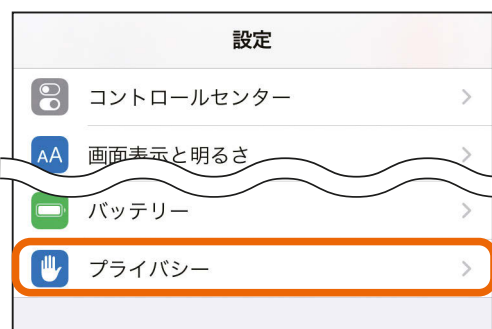 設定
コントロールセンター
AA
画面表示と明るさ
バッテリー
プライバシー